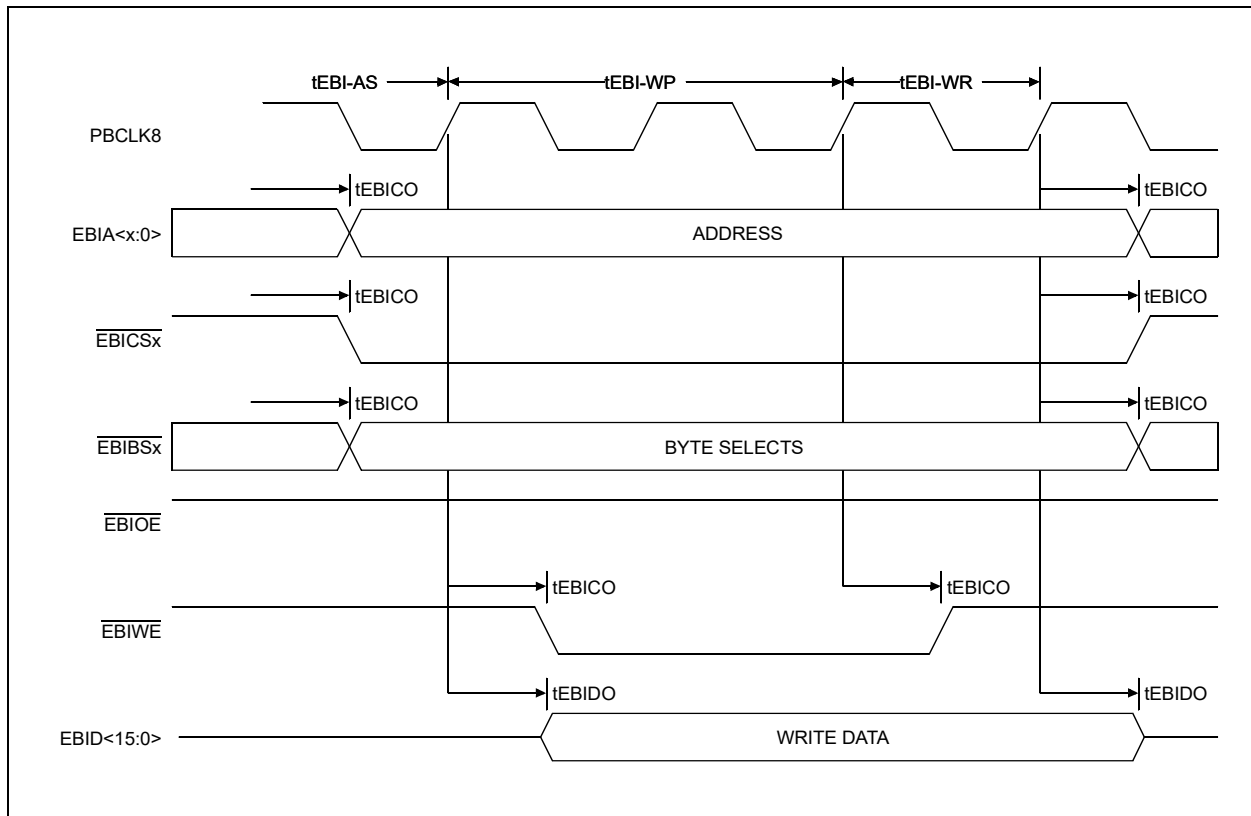 tEBI-AS tEBI-WP tEBI-WR
PBCLK8
tEBICO tEBICO
EBIA<x:0> ADDRESS
tEBICO tEBICO
EBICSx
tEBICO tEBICO
EBIBSx BYTE SELECTS
EBIOE
tEBICO tEBICO
EBIWE
tEBIDO tEBIDO
EBID<15:0> WRITE DATA